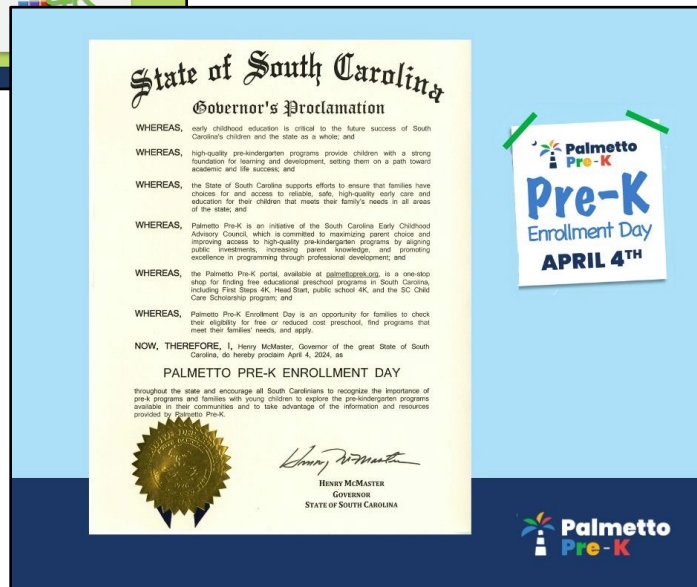 State of South Carolina
Governor's Proclamation
WHEREAS, early childhood education is critical to the future success of South
Carolina's children and the state as a whole; and
WHEREAS, high-quality pre-kindergarten programs provide children with a strong
foundation for learning and development, setting them on a path toward
academic and life success; and
WHEREAS, the State of South Carolina supports efforts to ensure that families have
choices for and access to reliable, safe, high-quality early care and
education for their children that meets their family's needs in all areas
of the state; and
WHEREAS, Palmetto Pre-K is an initiative of the South Carolina Early Childhood
Advisory Council, which is committed to maximizing parent choice and
improving access to high-quality pre-kindergarten programs by aligning
public investments, increasing parent knowledge, and promoting
excellence in programming through professional development; and
WHEREAS, the Palmetto Pre-K portal, available at palmettoprek.org, is a one-stop
shop for finding free educational preschool programs in South Carolina,
including First Steps 4K, Head Start, public school 4K, and the SC Child
Care Scholarship program; and
WHEREAS, Palmetto Pre-K Enrollment Day is an opportunity for families to check
their eligibility for free or reduced cost preschool, find programs that
meet their families' needs, and apply.
NOW, THEREFORE, I, Henry McMaster, Governor of the great State of South
Carolina, do hereby proclaim April 4, 2024, as
PALMETTO PRE-K ENROLLMENT DAY
throughout the state and encourage all South Carolinians to recognize the importance of
pre-k programs and families with young children to explore the pre-kindergarten programs
available in their communities and to take advantage of the information and resources
provided by Palmetto Pre-K.
Henry McMaster
HENRY MCMASTER
GOVERNOR
STATE OF SOUTH CAROLINA
Palmetto
Pre-K
Pre-K
Enrollment Day
APRIL 4TH
Palmetto
Pre-K